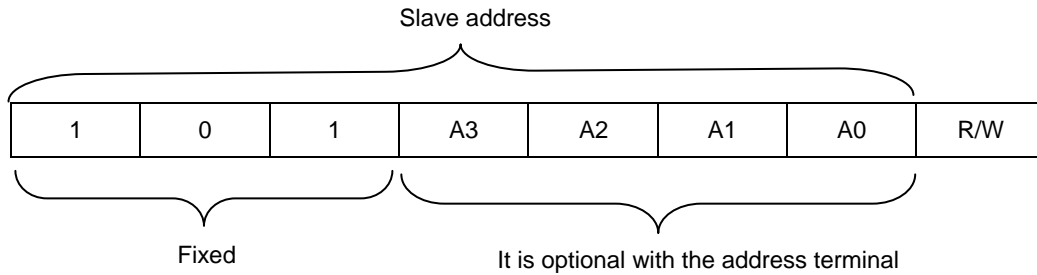 Slave address
1 0 1 A3 A2 A1 A0 R/W
Fixed
It is optional with the address terminal